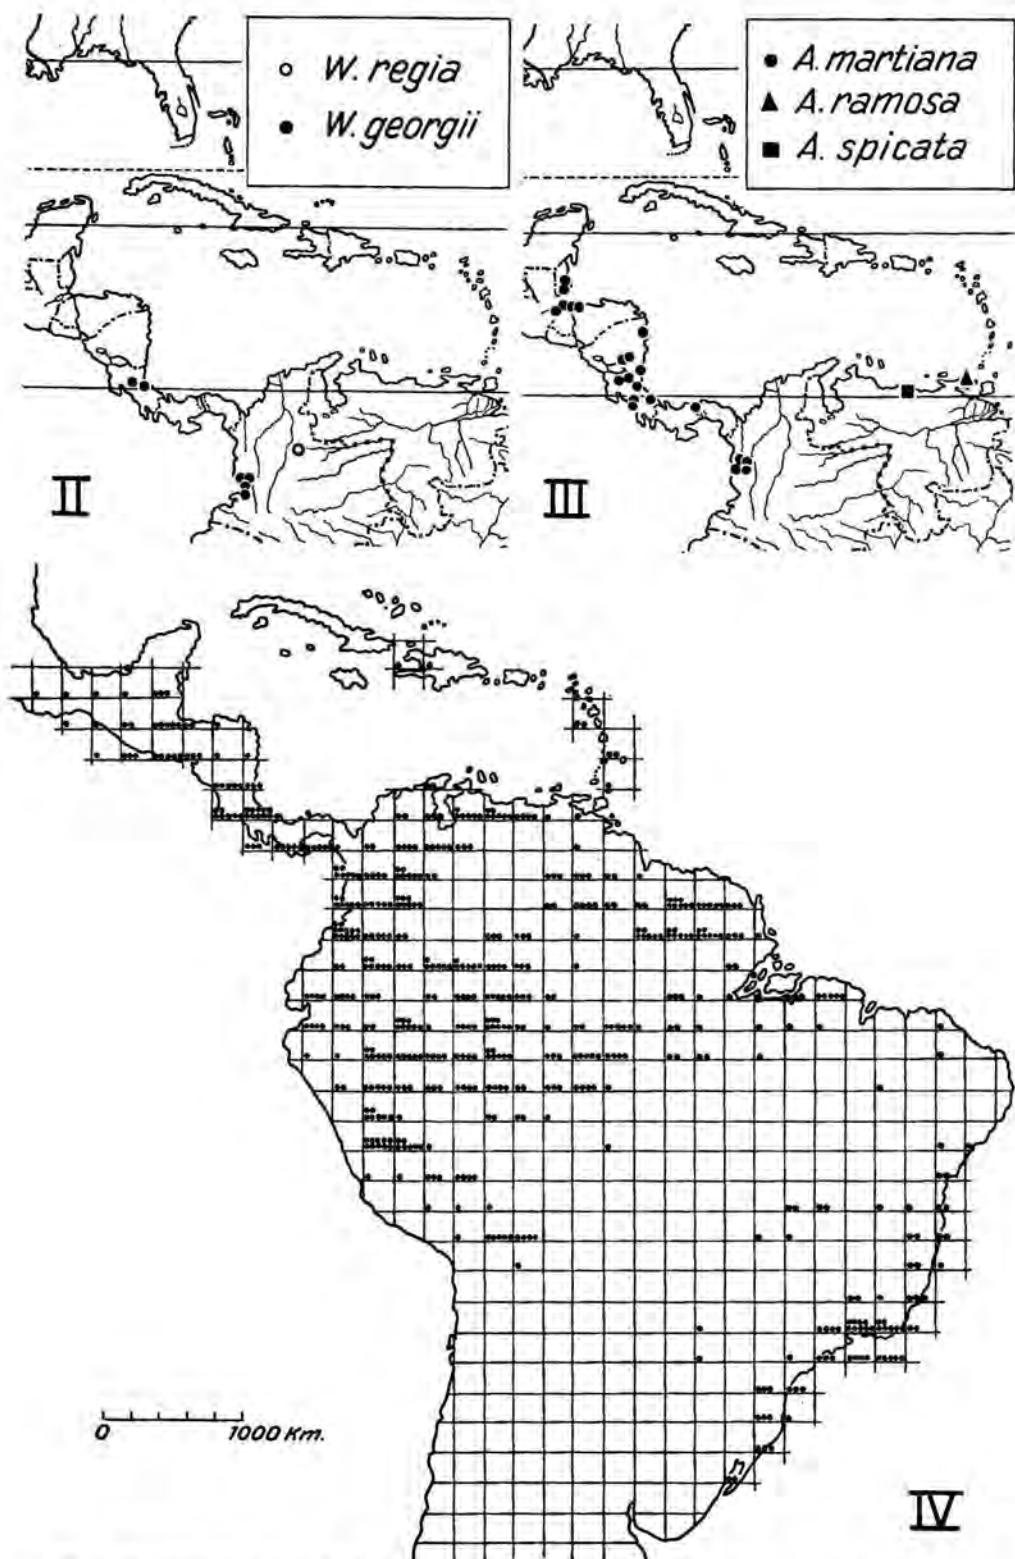 W. regia
W. georgii
II
A. martiana
A. ramosa
A. spicata
III
0 1000 Km.
IV